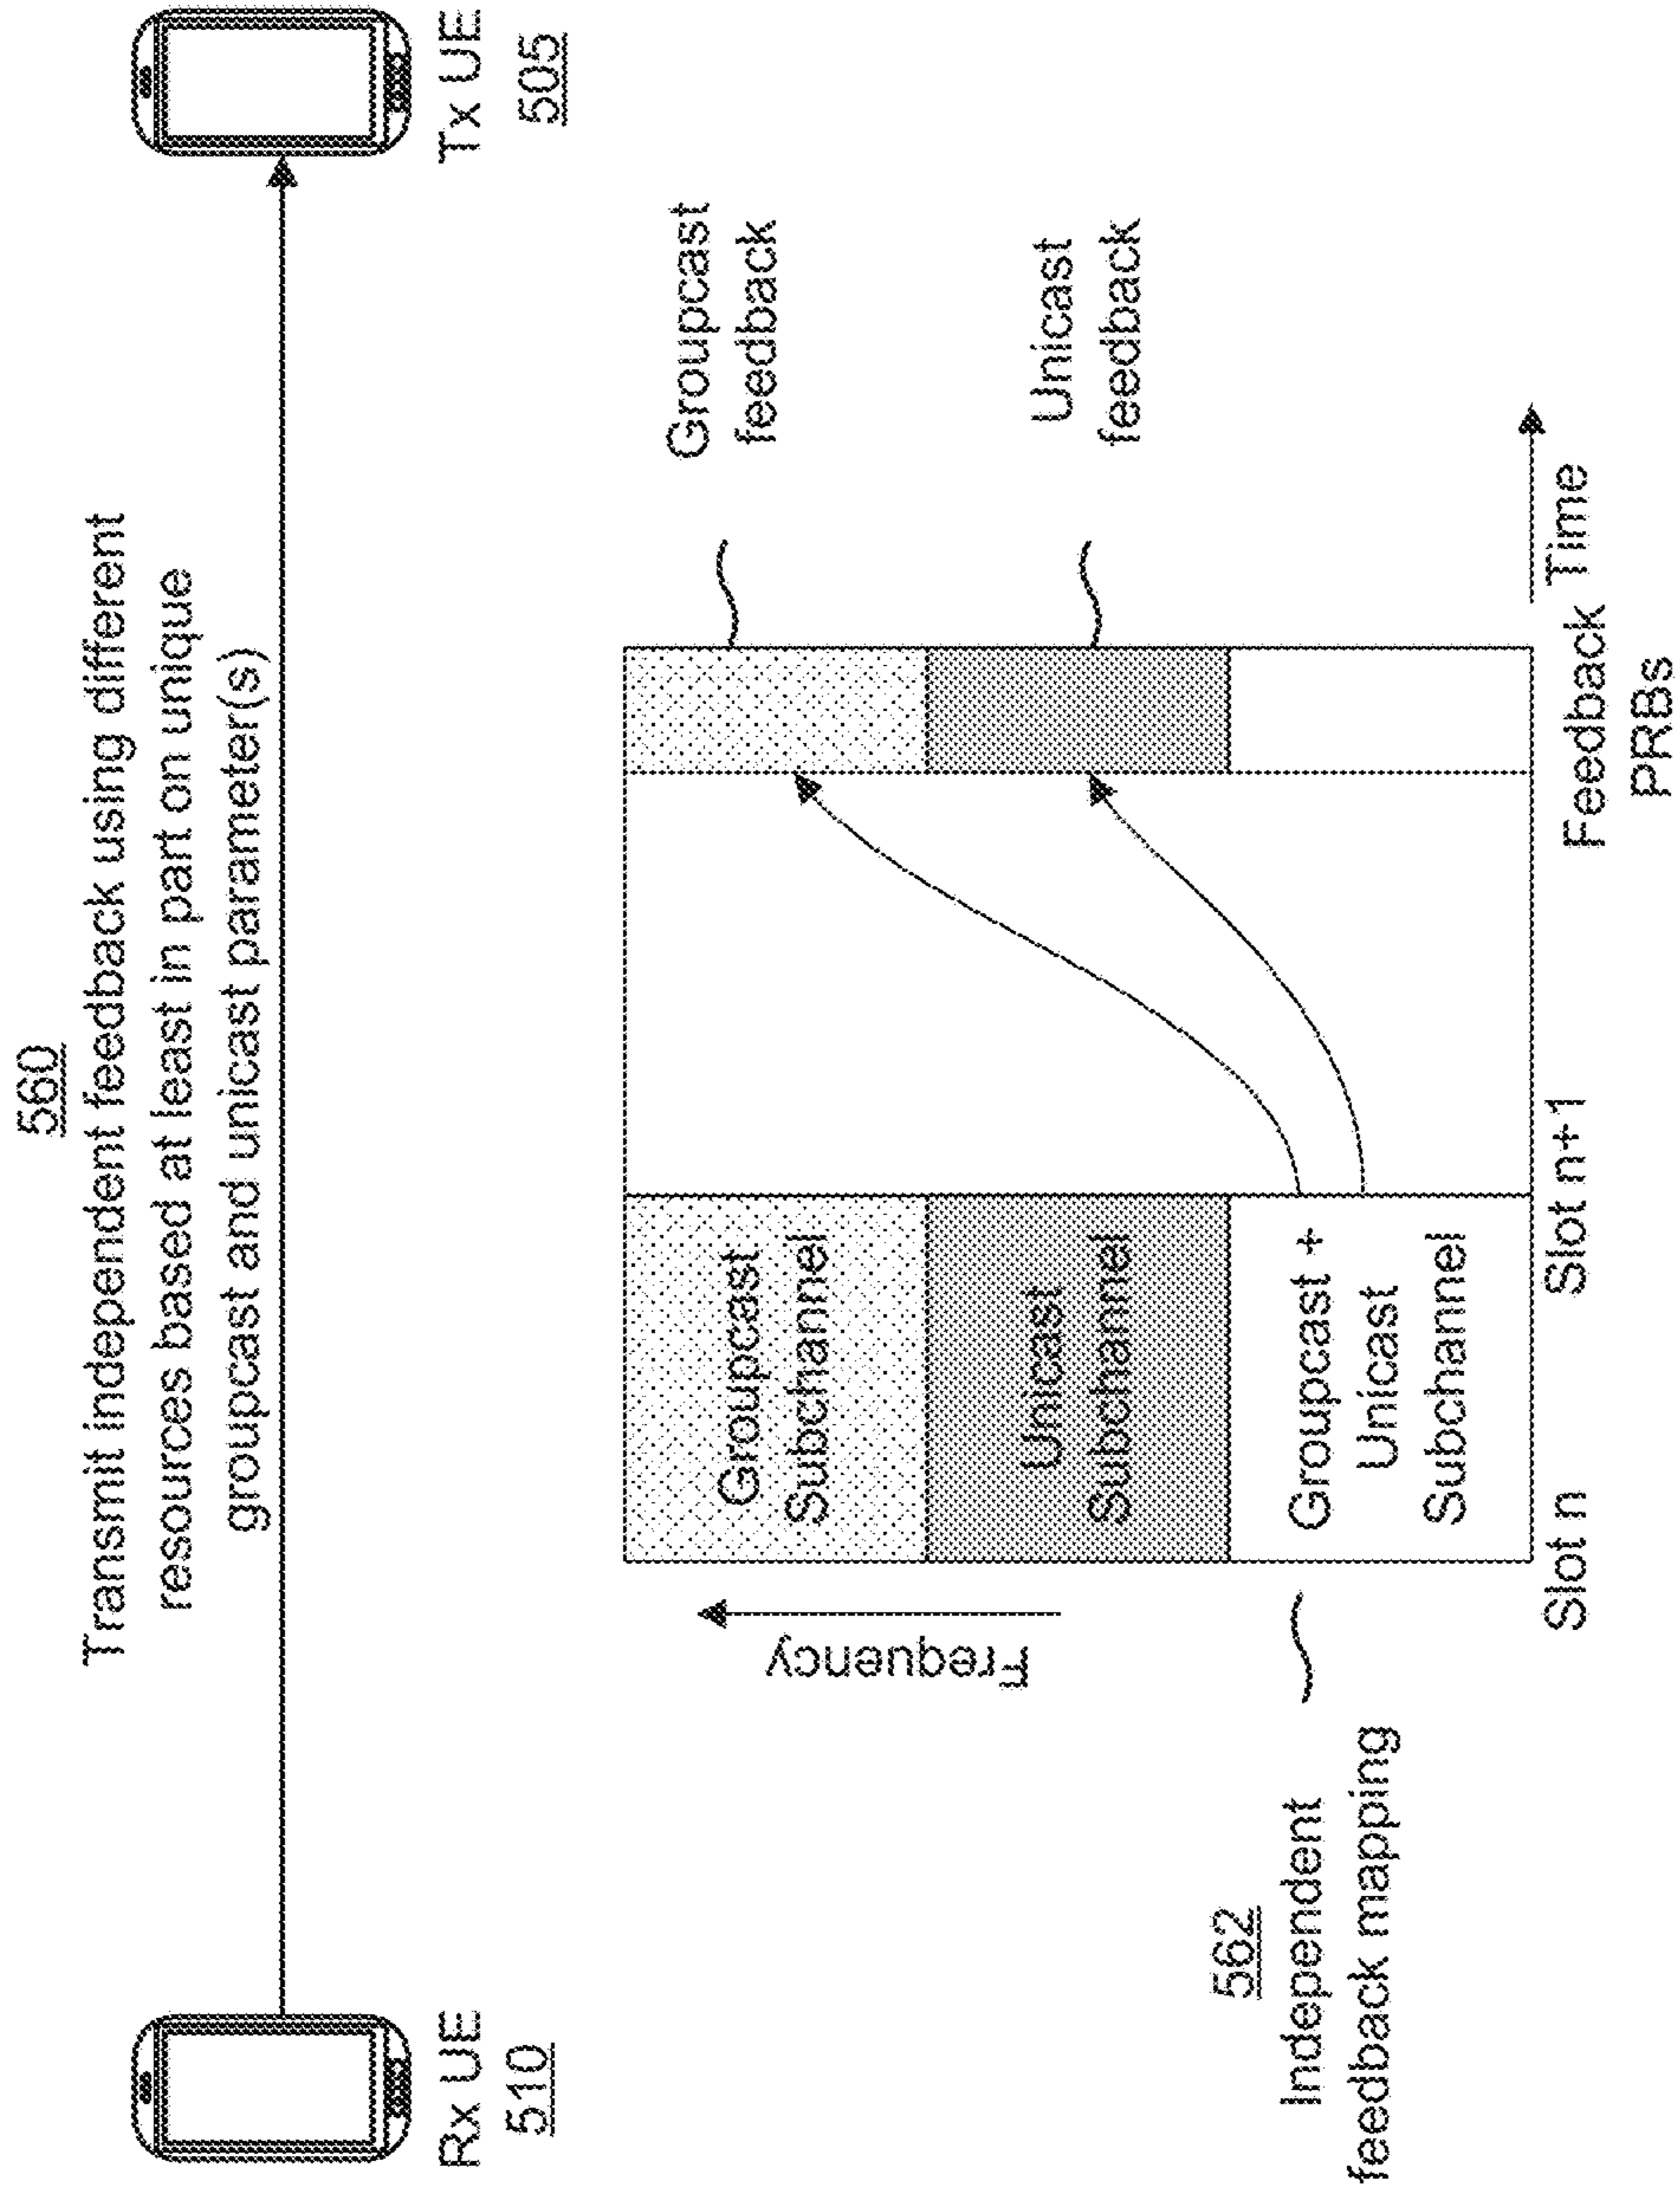 560
Transmit independent feedback using different
resources based at least in part on unique
groupcast and unicast parameter(s)
Rx UE
510
Tx UE
505
Frequency
Groupcast
Subchannel
Unicast
Subchannel
Groupcast +
Unicast
Subchannel
Groupcast
feedback
Unicast
feedback
562
Independent
feedback mapping
Slot n
Slot n+1
Feedback
PRBs
Time